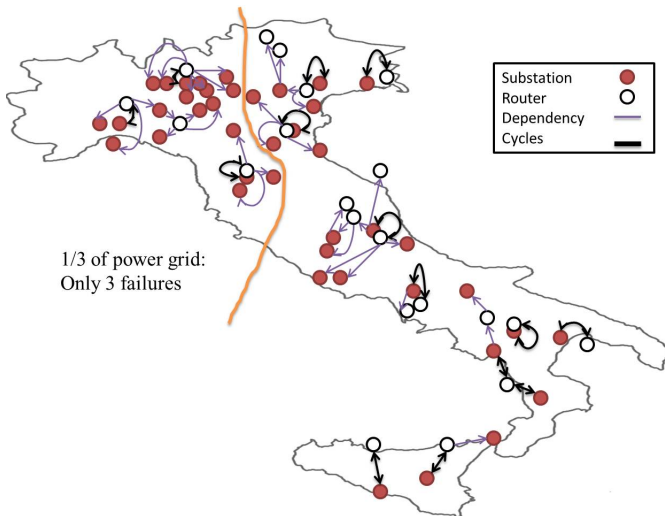 Substation
Router
Dependency
Cycles
1/3 of power grid:
Only 3 failures